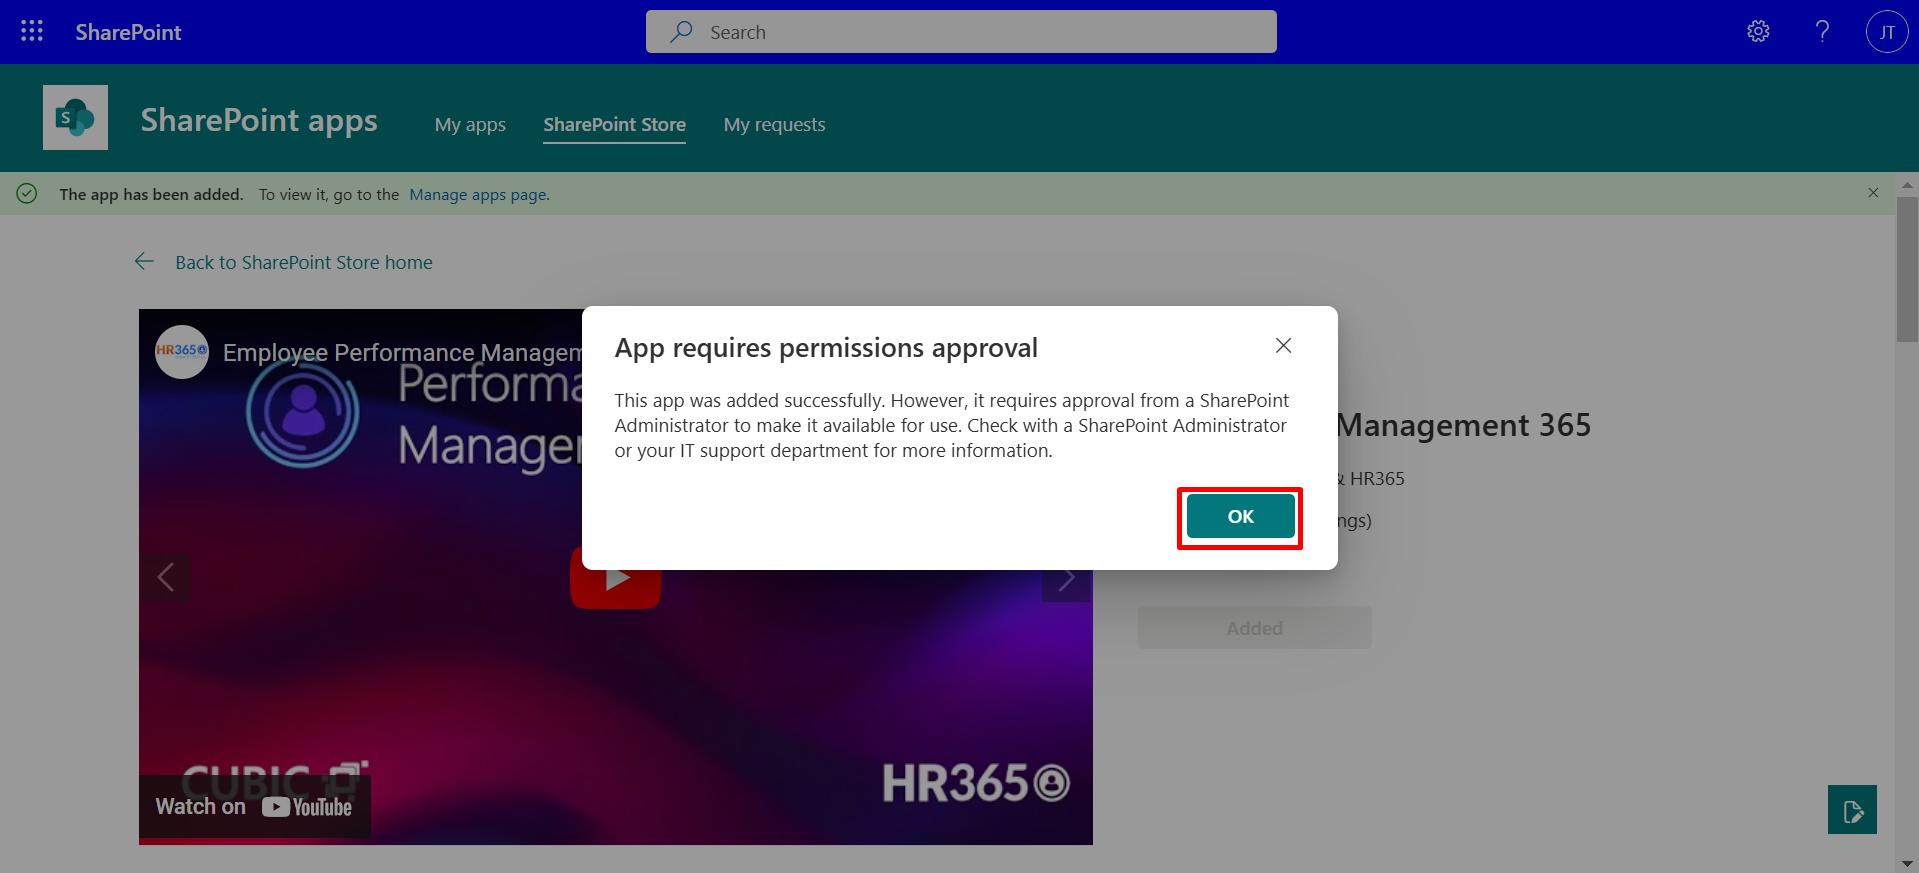 SharePoint
Search
JT
S
SharePoint apps
My apps
SharePoint Store
My requests
The app has been added. To view it, go to the Manage apps page.
Back to SharePoint Store home
HR365
Employee Performance Managem
Performa
Manager
App requires permissions approval
This app was added successfully. However, it requires approval from a SharePoint
Administrator to make it available for use. Check with a SharePoint Administrator
or your IT support department for more information.
OK
Management 365
& HR365
ngs)
Added
CUBIC
HR365
Watch on YouTube